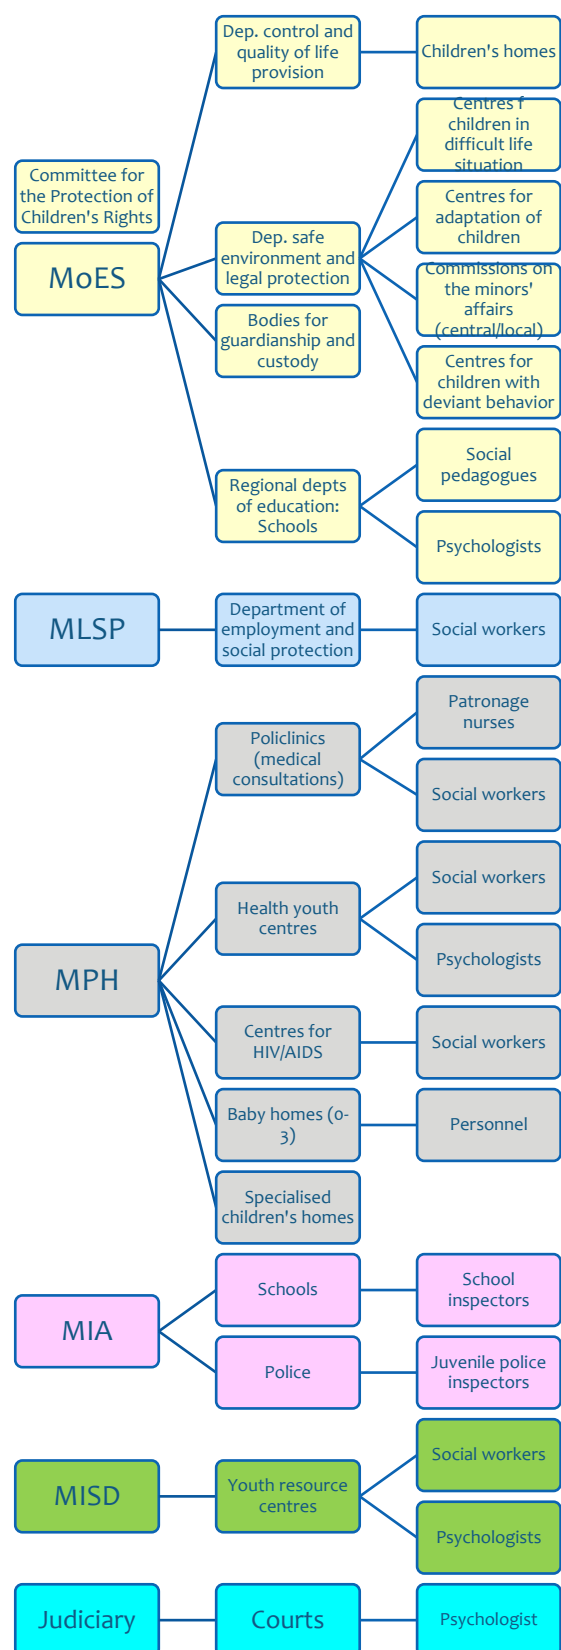 Dep. control and
quality of life
provision
Children's homes
Centres f
children in
difficult life
situation
Committee for
the Protection of
Children's Rights
Centres for
adaptation of
children
MoES
Dep. safe
environment and
legal protection
Commissions on
the minors'
affairs
(central/local)
Bodies for
guardianship and
custody
Centres for
children with
deviant behavior
Regional depts
of education:
Schools
Social
pedagogues
Psychologists
MLSP
Department of
employment and
social protection
Social workers
Policlinics
(medical
consultations)
Patronage
nurses
Social workers
Health youth
centres
Social workers
Psychologists
MPH
Centres for
HIV/AIDS
Social workers
Baby homes (0-
3)
Personnel
Specialised
children's homes
MIA
Schools
School
inspectors
Police
Juvenile police
inspectors
MISD
Youth resource
centres
Social workers
Psychologists
Judiciary
Courts
Psychologist